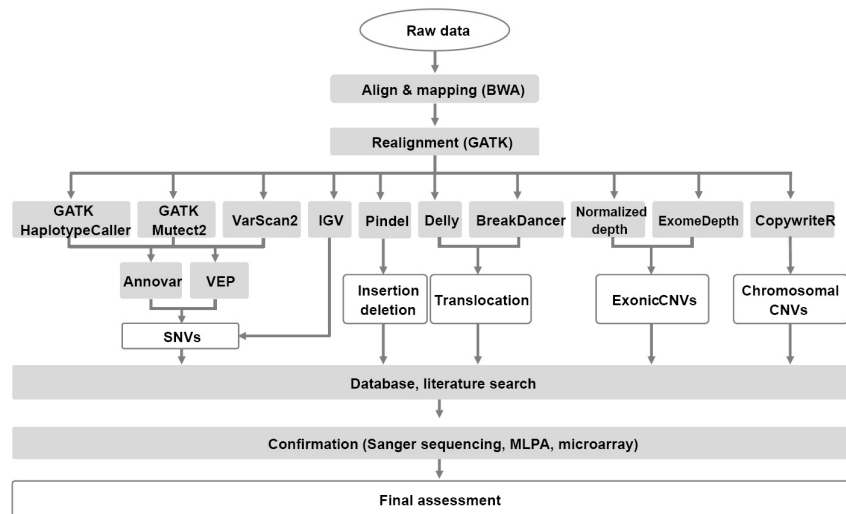 Raw data
Align & mapping (BWA)
Realignment (GATK)
GATK
HaplotypeCaller
GATK
Mutect2
VarScan2
IGV
Pindel
Delly
BreakDancer
Normalized
depth
ExomeDepth
CopywriteR
Annovar
VEP
Insertion
deletion
Translocation
ExonicCNVs
Chromosomal
CNVs
SNVs
Database, literature search
Confirmation (Sanger sequencing, MLPA, microarray)
Final assessment